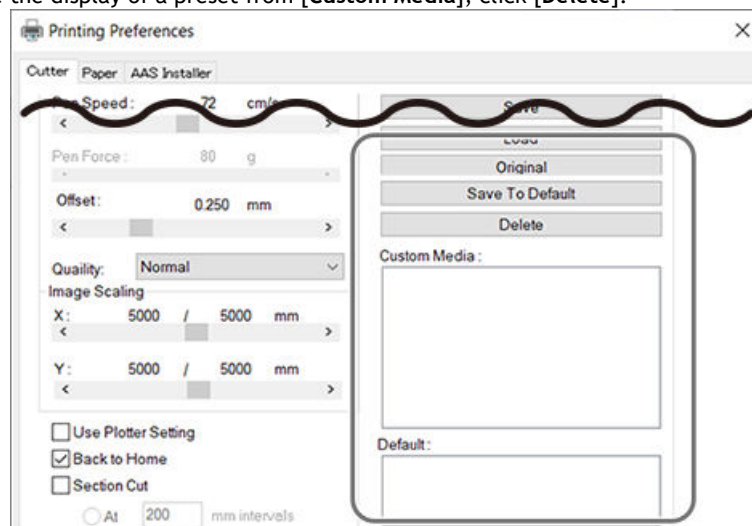 the display of a preset from [Custom Media], click [Delete].
Printing Preferences
Cutter Paper AAS Installer
Pen Speed : 72 cm/s
Pen Force : 80 g
Offset : 0.250 mm
Quaility: Normal
Image Scaling
X : 5000 / 5000 mm
Y : 5000 / 5000 mm
Use Plotter Setting
Back to Home
Section Cut
At 200 mm intervals
Save
Load
Original
Save To Default
Delete
Custom Media :
Default :